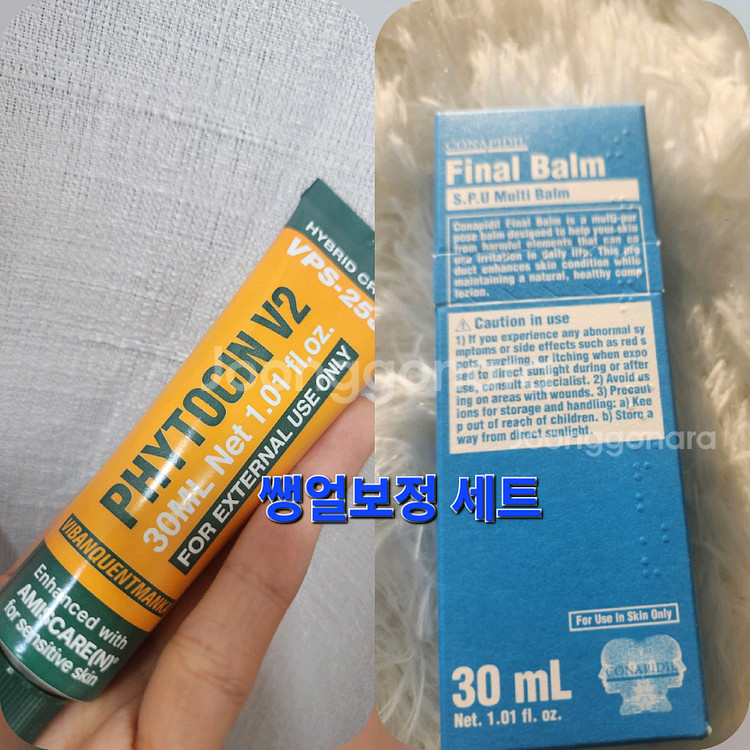 HYBRID CR
VPS-25
PHYTOCIN V2
30ML Net 1.01 fl.oz.
FOR EXTERNAL USE ONLY
VIBANQUENTMANKA
Enhanced with
AMISCARE(N)®
for sensitive skin
CONAPIDIL
Final Balm
S.P.U Multi Balm
Conapidil Final Balm is a multi-pur
pose balm designed to help your skin
from harmful elements that can ca
use irritation in daily life. This pro
duct enhances skin condition while
maintaining a natural, healthy comp
lexion.
Caution in use
1) If you experience any abnormal sy
mptoms or side effects such as red s
pots, swelling, or itching when expo
sed to direct sunlight during or after
use, consult a specialist. 2) Avoid us
ing on areas with wounds. 3) Precaut
ions for storage and handling: a) Kee
p out of reach of children. b) Store a
way from direct sunlight.
For Use In Skin Only
CONAPIDIL
30 mL
Net. 1.01 fl. oz.
쌩얼보정 세트
Joonggonara
Joonggonara